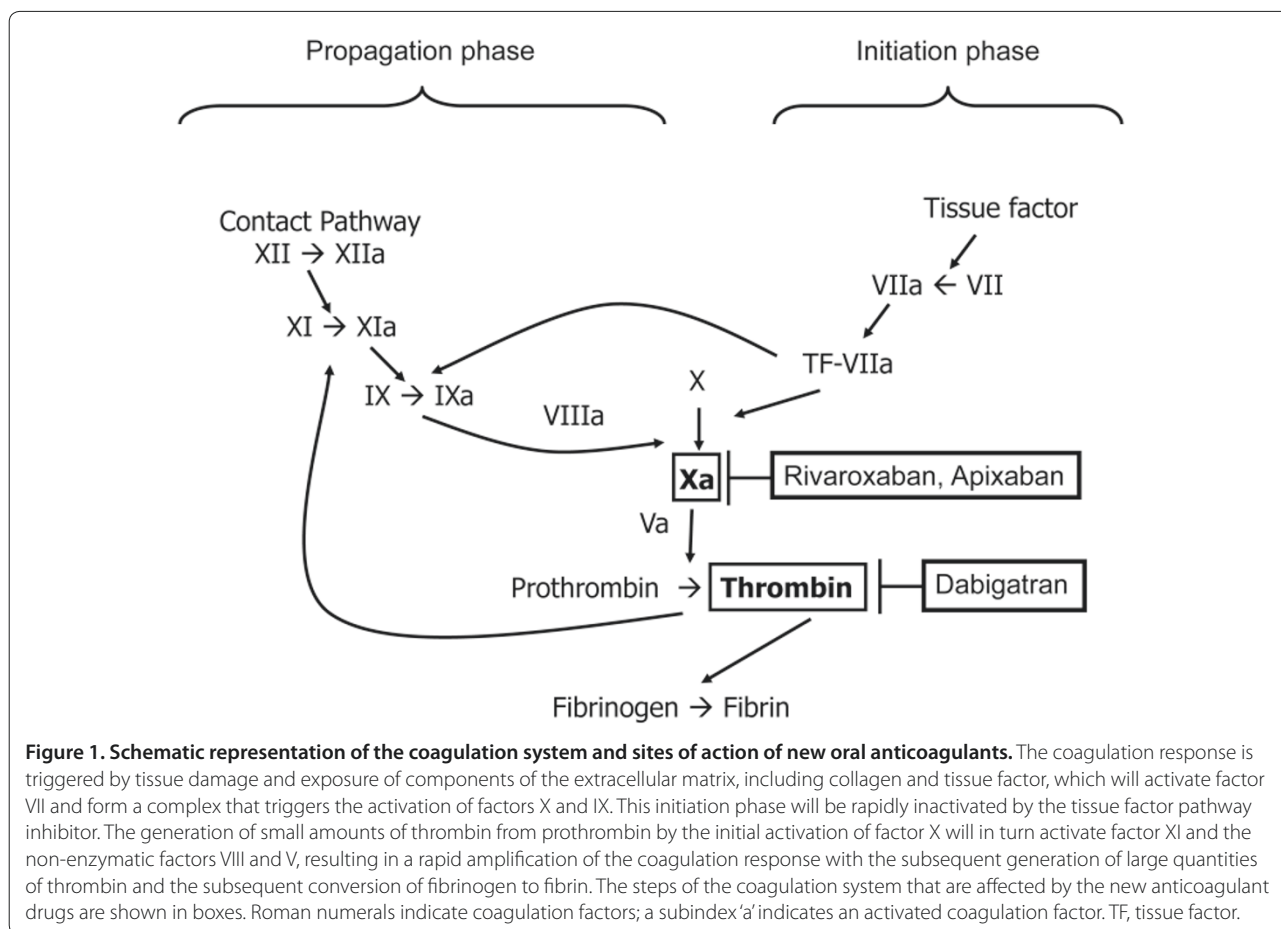 Propagation phase
Initiation phase
Contact Pathway
XII → XIIa
XI → XIa
IX → IXa
VIIIa
Tissue factor
VIIa ← VII
TF-VIIa
X
Xa
Rivaroxaban, Apixaban
Va
Prothrombin → Thrombin
Dabigatran
Fibrinogen → Fibrin
Figure 1. Schematic representation of the coagulation system and sites of action of new oral anticoagulants. The coagulation response is
triggered by tissue damage and exposure of components of the extracellular matrix, including collagen and tissue factor, which will activate factor
VII and form a complex that triggers the activation of factors X and IX. This initiation phase will be rapidly inactivated by the tissue factor pathway
inhibitor. The generation of small amounts of thrombin from prothrombin by the initial activation of factor X will in turn activate factor XI and the
non-enzymatic factors VIII and V, resulting in a rapid amplification of the coagulation response with the subsequent generation of large quantities
of thrombin and the subsequent conversion of fibrinogen to fibrin. The steps of the coagulation system that are affected by the new anticoagulant
drugs are shown in boxes. Roman numerals indicate coagulation factors; a subindex ‘a’ indicates an activated coagulation factor. TF, tissue factor.